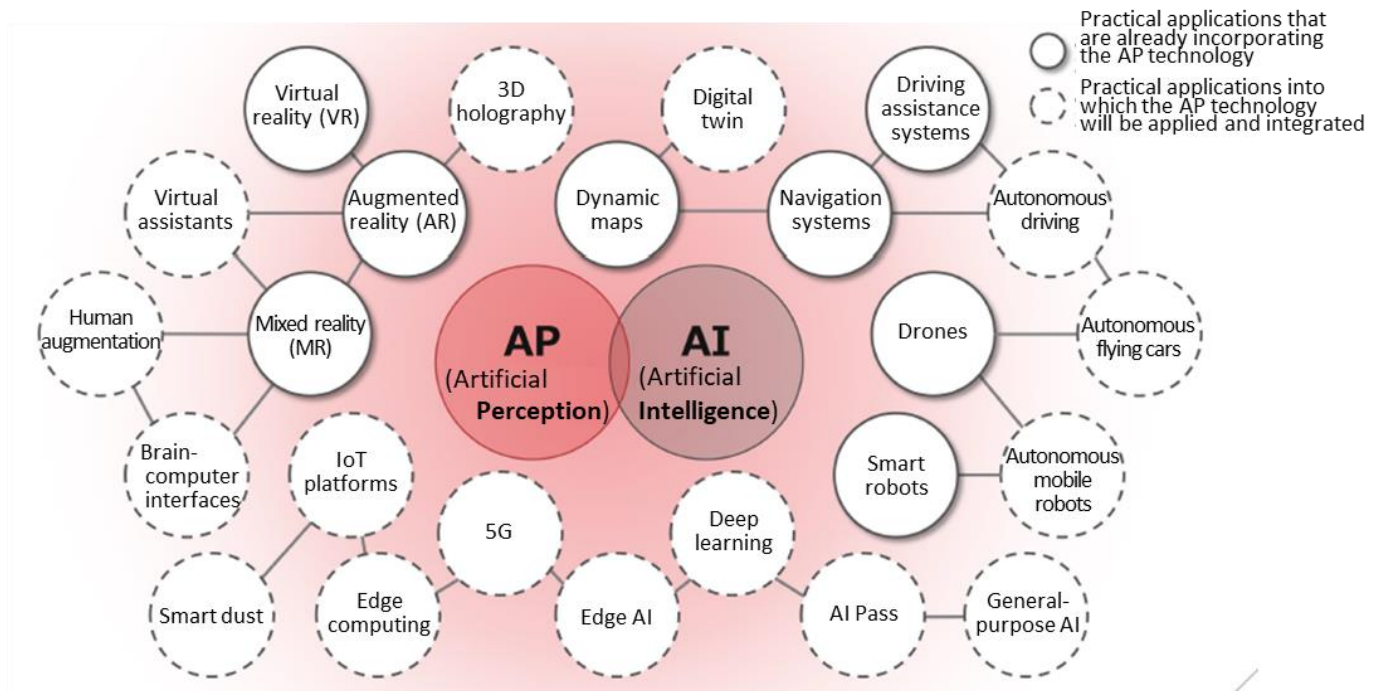 Practical applications that
are already incorporating
the AP technology
Practical applications into
which the AP technology
will be applied and integrated
Virtual
reality (VR)
3D
holography
Digital
twin
Driving
assistance
systems
Virtual
assistants
Augmented
reality (AR)
Dynamic
maps
Navigation
systems
Autonomous
driving
Human
augmentation
Mixed reality
(MR)
AP
(Artificial
Perception)
AI
(Artificial
Intelligence)
Drones
Autonomous
flying cars
Brain-
computer
interfaces
IoT
platforms
5G
Deep
learning
Smart
robots
Autonomous
mobile
robots
Smart dust
Edge
computing
Edge AI
AI Pass
General-
purpose AI